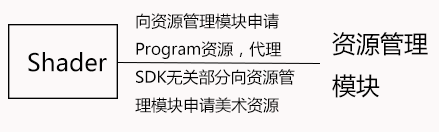 Shader
向资源管理模块申请
Program资源，代理
SDK无关部分向资源管
理模块申请美术资源
资源管理
模块